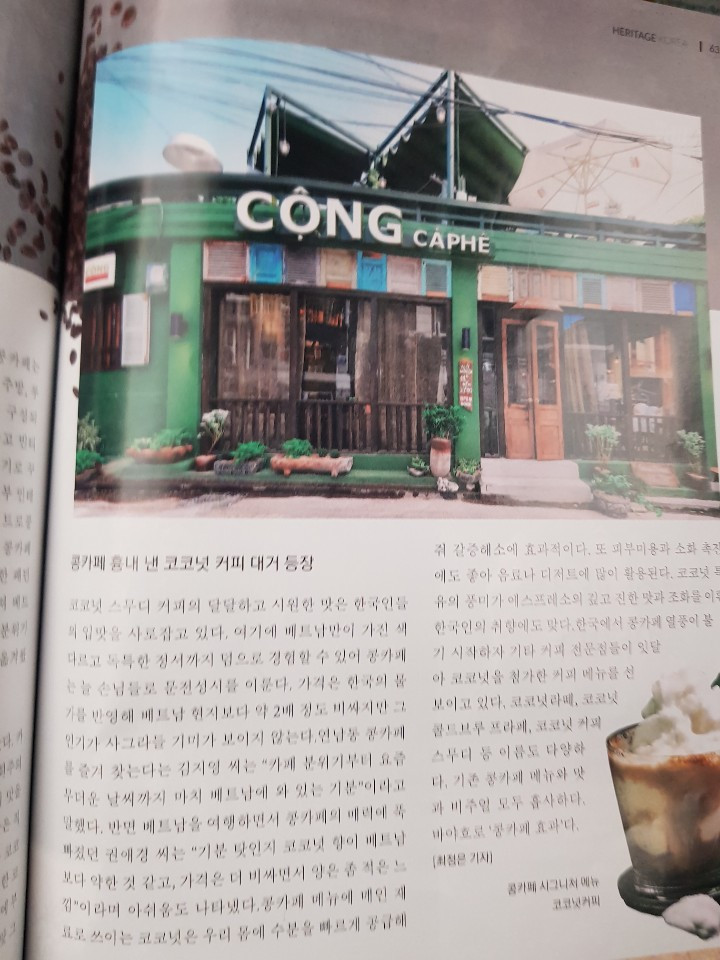 HERITAGE KOREA
63
CỘNG CÀPHÊ
콩카페 흉내 낸 코코넛 커피 대거 등장
코코넛 스무디 커피의 달달하고 시원한 맛은 한국인들
의 입맛을 사로잡고 있다. 여기에 베트남만이 가진 색
다르고 독특한 정서까지 덤으로 경험할 수 있어 콩카페
는 늘 손님들로 문전성시를 이룬다. 가격은 한국의 물
가를 반영해 베트남 현지보다 약 2배 정도 비싸지만 그
인기가 사그라들 기미가 보이지 않는다.연남동 콩카페
를 즐기 찾는다는 김지영 씨는 “카페 분위기부터 요즘
무더운 날씨까지 마치 베트남에 와 있는 기분”이라고
말했다. 반면 베트남을 여행하면서 콩카페의 매력에 푹
빠졌던 권애경 씨는 “기분 탓인지 코코넛 향이 베트남
보다 약한 것 같고, 가격은 더 비싸면서 양은 좀 적은 느
낌”이라며 아쉬움도 나타냈다.콩카페 메뉴에 메인 재
료로 쓰이는 코코넛은 우리 몸에 수분을 빠르게 공급해
줘 갈증해소에 효과적이다. 또 피부미용과 소화 촉진
에도 좋아 음료나 디저트에 많이 활용된다. 코코넛 특
유의 풍미가 에스프레소의 깊고 진한 맛과 조화를 이루
한국인의 취향에도 맞다.한국에서 콩카페 열풍이 불
기 시작하자 기타 커피 전문점들이 잇달
아 코코넛을 첨가한 커피 메뉴를 선
보이고 있다. 코코넛라떼, 코코넛
콜드브루 프라페, 코코넛 커피
스무디 등 이름도 다양하
다. 기존 콩카페 메뉴와 맛
과 비주얼 모두 흡사하다.
바야흐로 ‘콩카페 효과’다.
[최정문 기자]
콩카페 시그니처 메뉴
코코넛커피